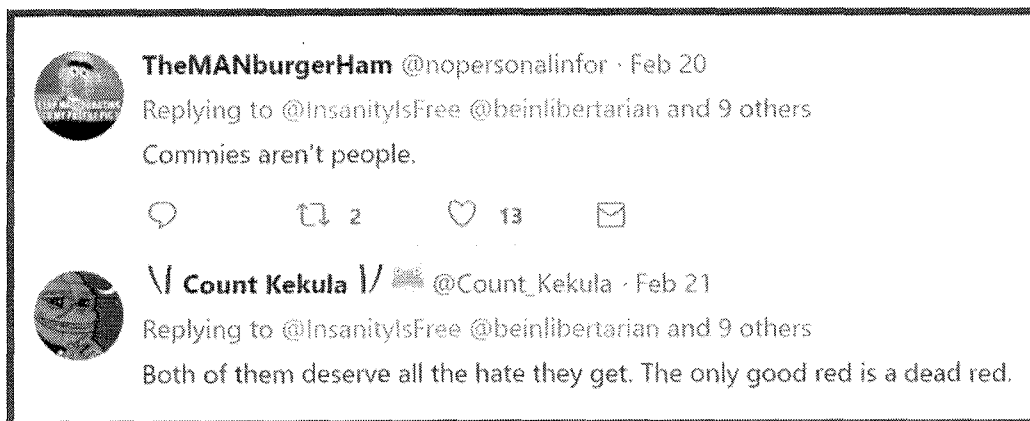 TheMANburgerHam @nopersonalinfor · Feb 20
Replying to @InsanityIsFree @beinlibertarian and 9 others
Commies aren't people.
2 13
\/ Count Kekula \/ @Count_Kekula · Feb 21
Replying to @InsanityIsFree @beinlibertarian and 9 others
Both of them deserve all the hate they get. The only good red is a dead red.